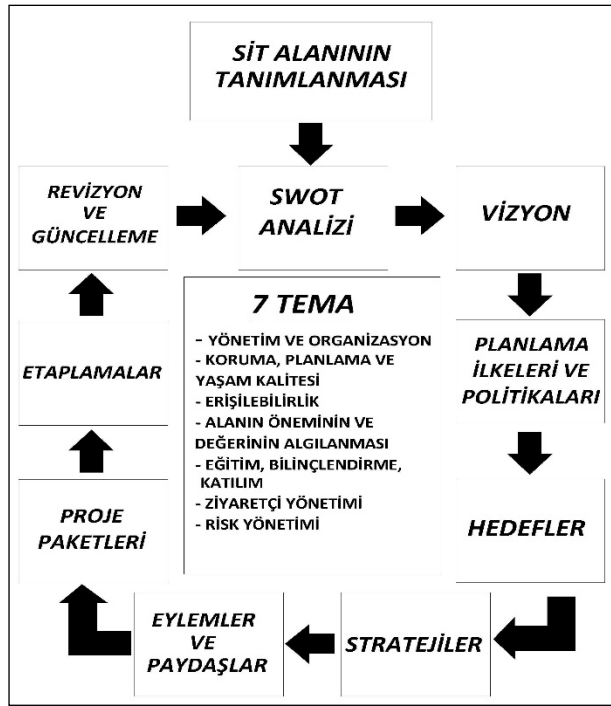 SİT ALANININ
TANIMLANMASI
REVİZYON
VE
GÜNCELLEME
SWOT
ANALİZİ
VİZYON
7 TEMA
- YÖNETİM VE ORGANİZASYON
- KORUMA, PLANLAMA VE
YAŞAM KALİTESİ
- ERİŞİLEBİLİRLİK
- ALANIN ÖNEMİNİN VE
DEĞERİNİN ALGILANMASI
- EĞİTİM, BİLİNÇLENDİRME,
KATILIM
- ZİYARETÇİ YÖNETİMİ
- RİSK YÖNETİMİ
PLANLAMA
İLKELERİ VE
POLİTİKALARI
ETAPLAMALAR
HEDEFLER
PROJE
PAKETLERİ
EYLEMLER
VE
PAYDAŞLAR
STRATEJİLER